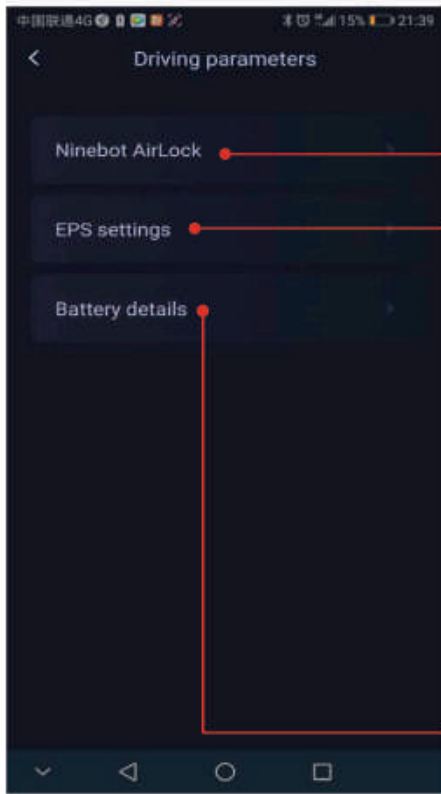 中国联通4G 15% 21:39
Driving parameters
Ninebot AirLock
EPS settings
Battery details